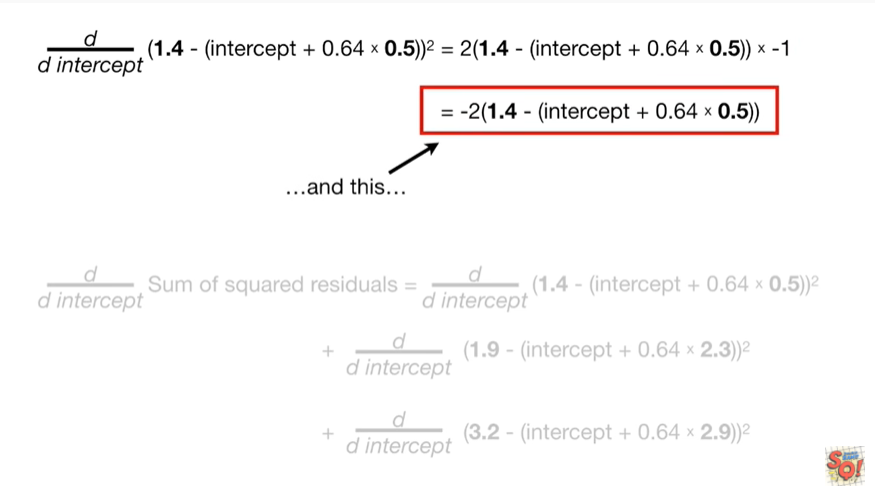 d
d intercept (1.4 - (intercept + 0.64 × 0.5))² = 2(1.4 - (intercept + 0.64 × 0.5)) × -1
= -2(1.4 - (intercept + 0.64 × 0.5))
…and this…
d
d intercept Sum of squared residuals = d
d intercept (1.4 - (intercept + 0.64 × 0.5))²
+ d
d intercept (1.9 - (intercept + 0.64 × 2.3))²
+ d
d intercept (3.2 - (intercept + 0.64 × 2.9))²
SQ!